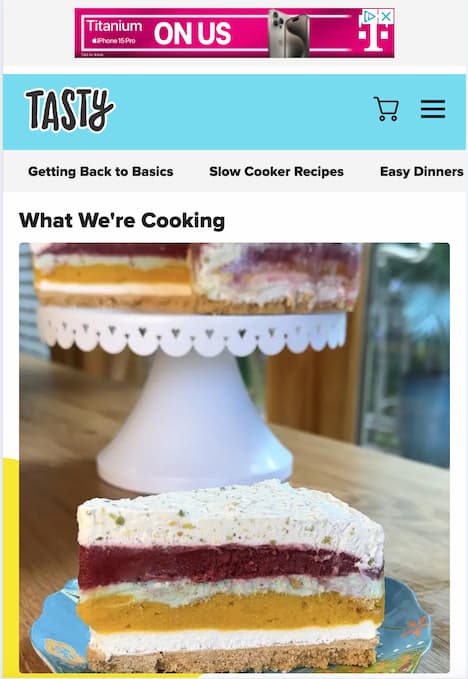 Titanium
iPhone 15 Pro
ON US
T
TASTY
Getting Back to Basics
Slow Cooker Recipes
Easy Dinners
What We're Cooking